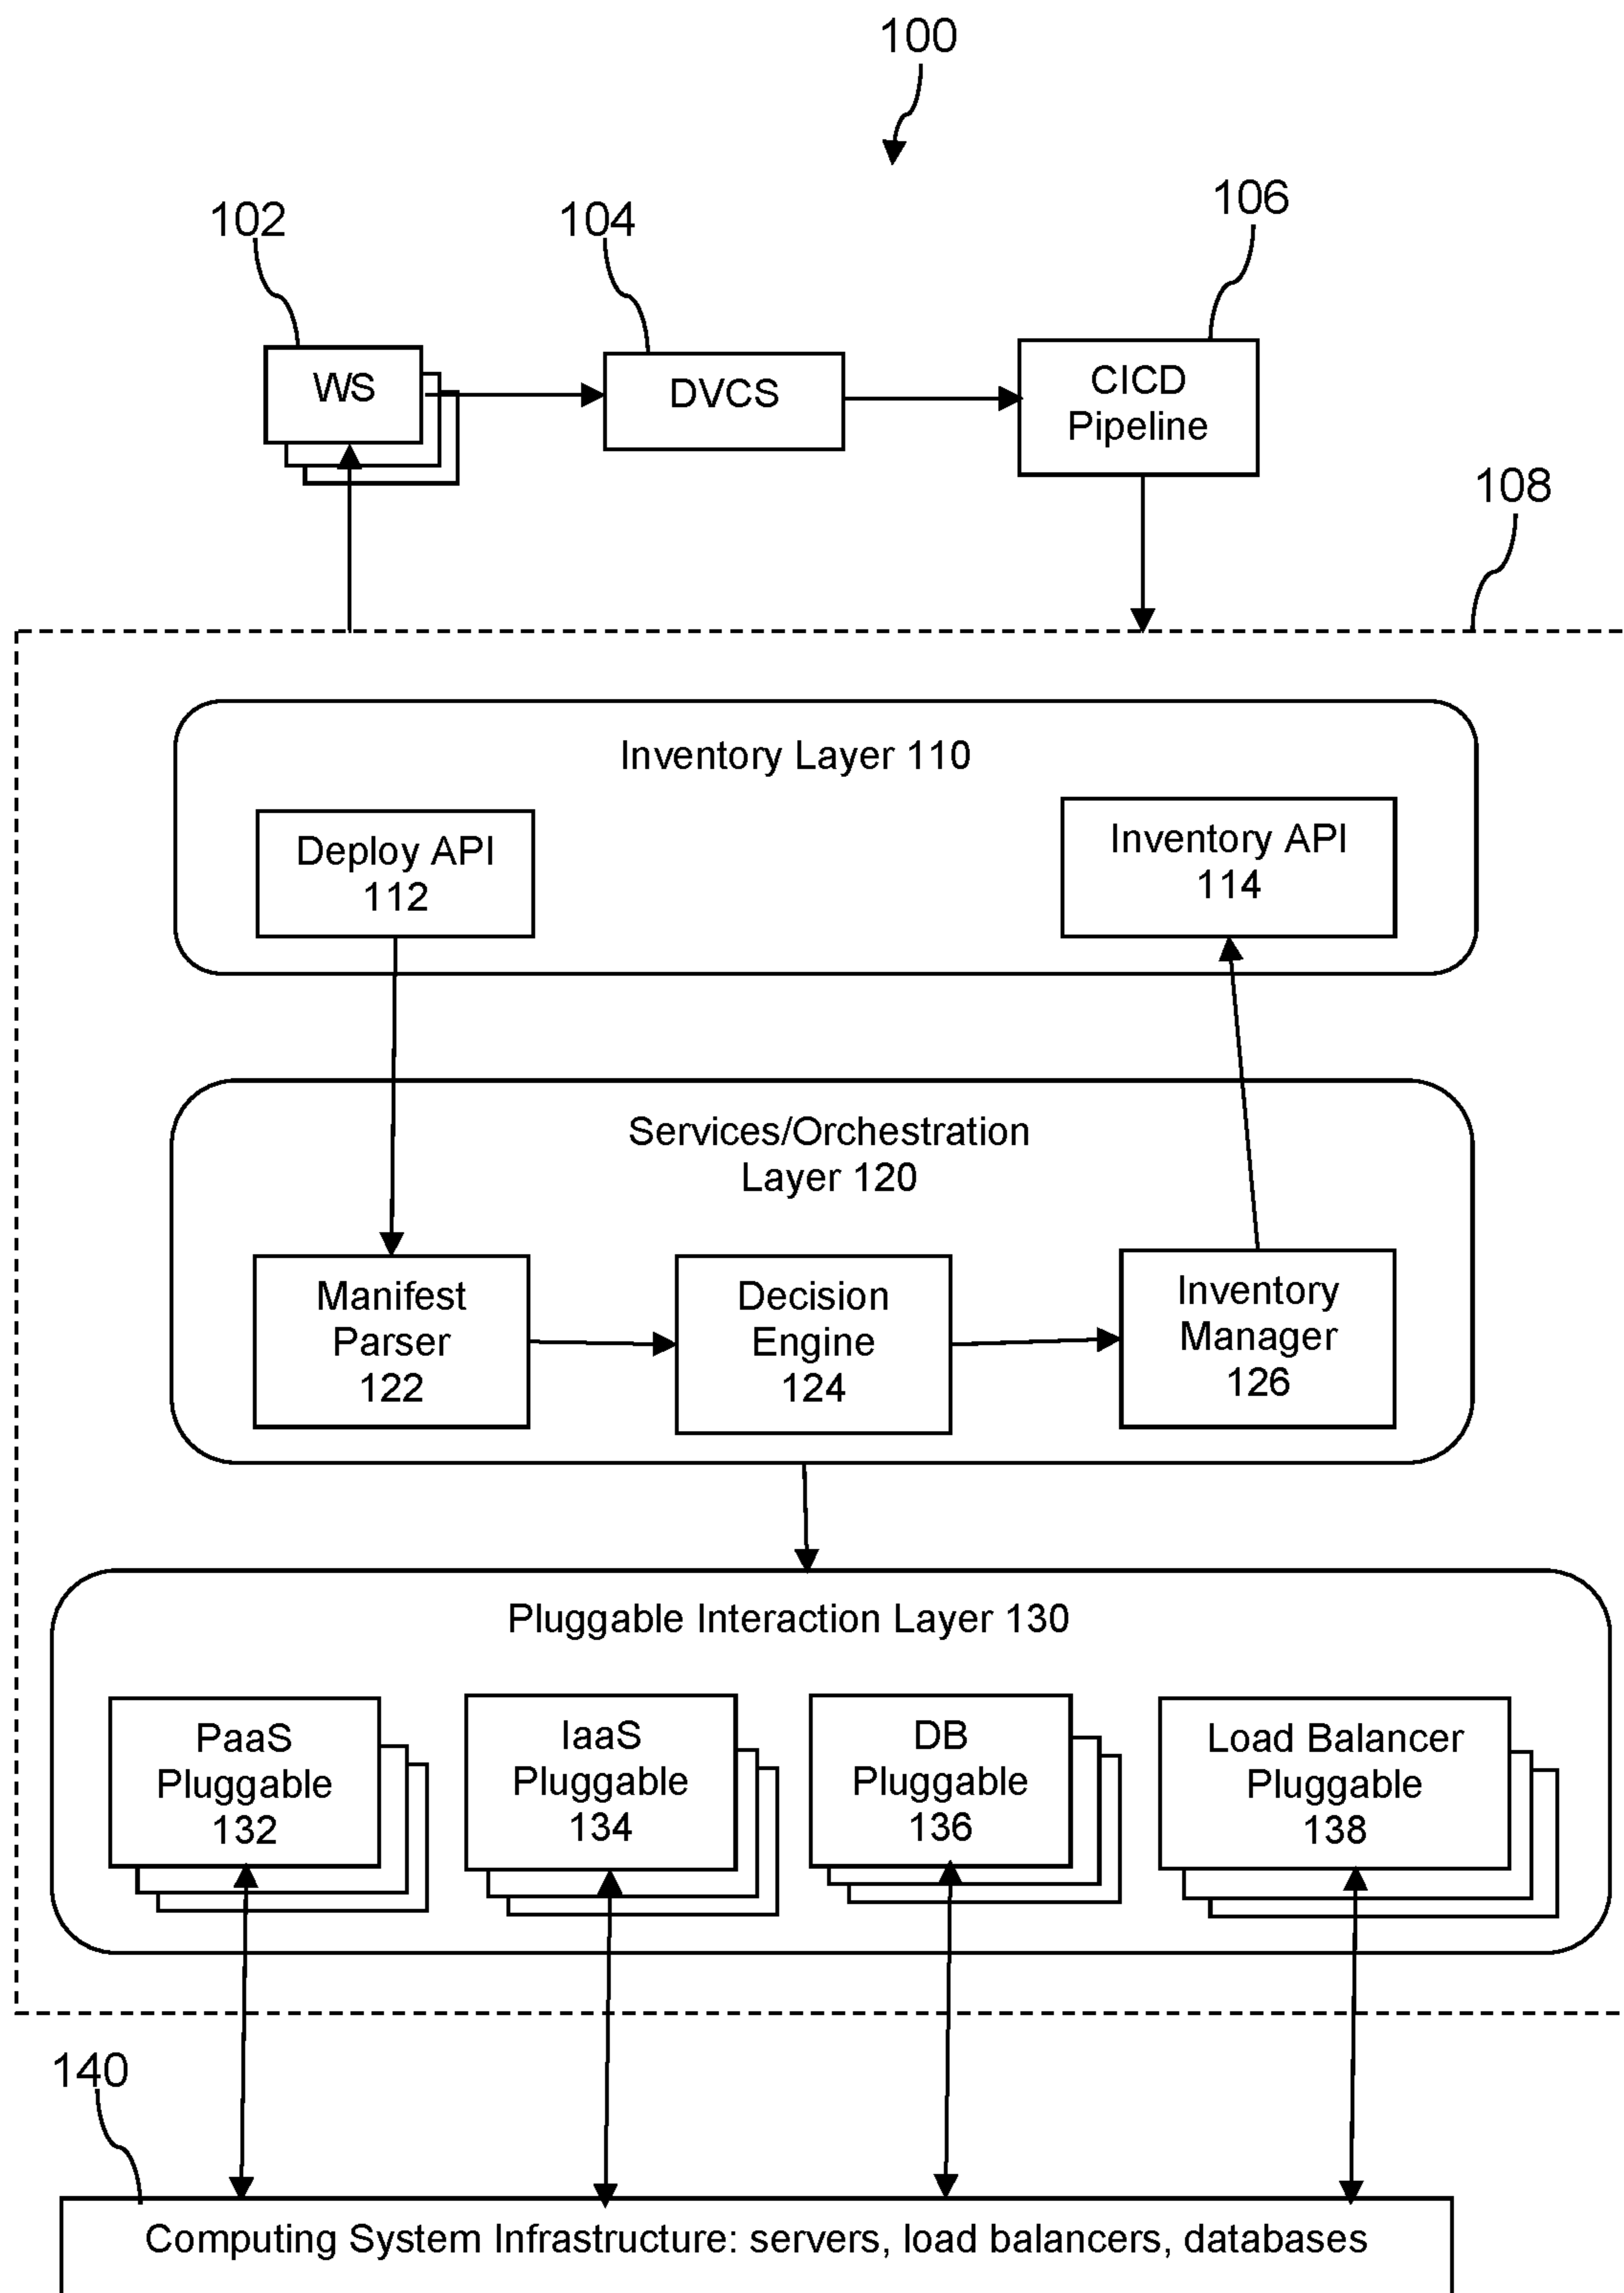 100
102
104
106
WS
DVCS
CICD
Pipeline
108
Inventory Layer 110
Deploy API
112
Inventory API
114
Services/Orchestration
Layer 120
Manifest
Parser
122
Decision
Engine
124
Inventory
Manager
126
Pluggable Interaction Layer 130
PaaS
Pluggable
132
IaaS
Pluggable
134
DB
Pluggable
136
Load Balancer
Pluggable
138
140
Computing System Infrastructure: servers, load balancers, databases